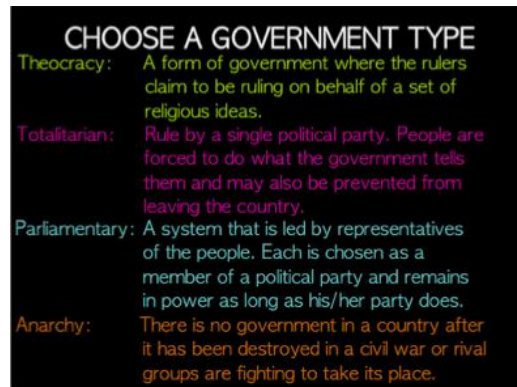 CHOOSE A GOVERNMENT TYPE
Theocracy: A form of government where the rulers
claim to be ruling on behalf of a set of
religious ideas.
Totalitarian: Rule by a single political party. People are
forced to do what the government tells
them and may also be prevented from
leaving the country.
Parliamentary: A system that is led by representatives
of the people. Each is chosen as a
member of a political party and remains
in power as long as his/her party does.
Anarchy: There is no government in a country after
it has been destroyed in a civil war or rival
groups are fighting to take its place.